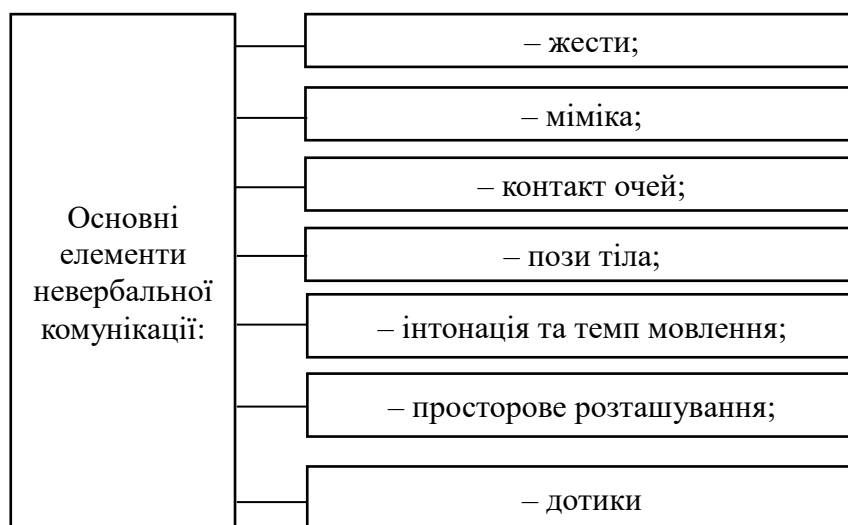 Основні
елементи
невербальної
комунікації:
– жести;
– міміка;
– контакт очей;
– пози тіла;
– інтонація та темп мовлення;
– просторове розташування;
– дотики